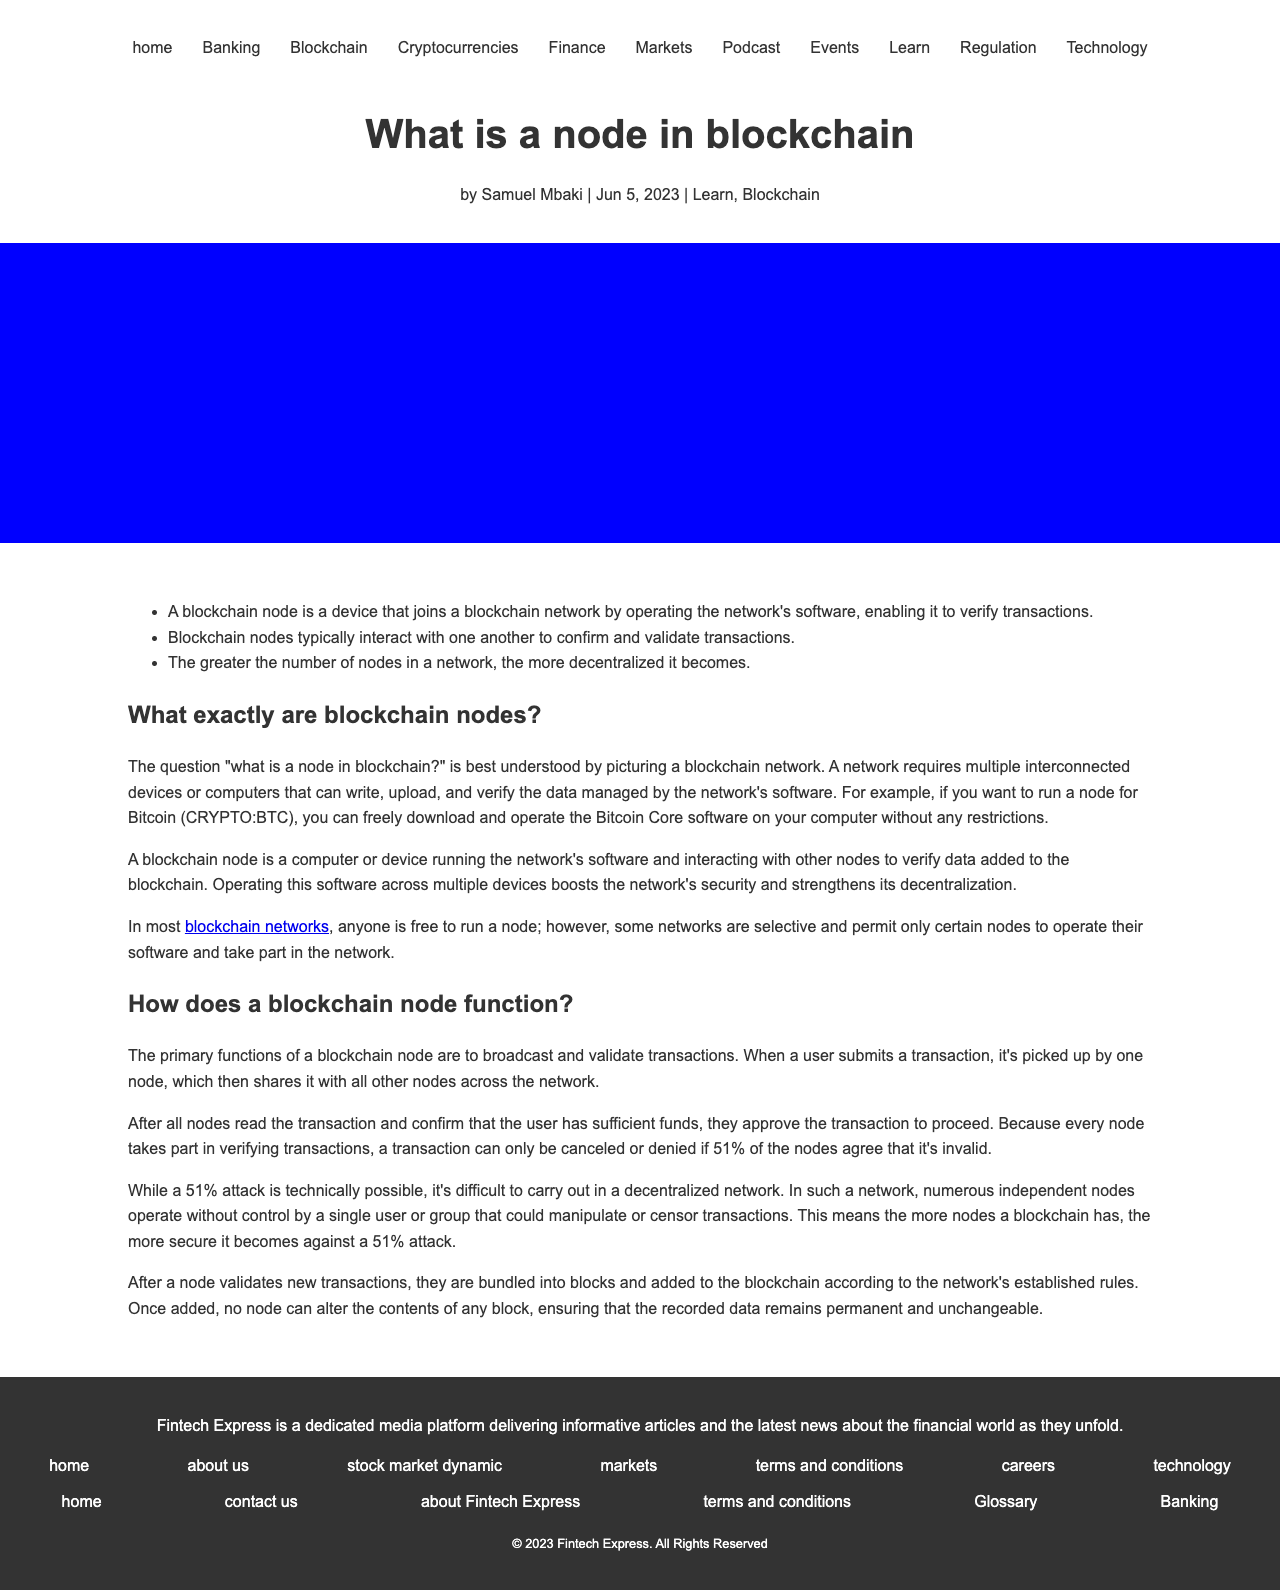 home Banking Blockchain Cryptocurrencies Finance Markets Podcast Events Learn Regulation Technology
What is a node in blockchain
by Samuel Mbaki | Jun 5, 2023 | Learn, Blockchain
• A blockchain node is a device that joins a blockchain network by operating the network's software, enabling it to verify transactions.
• Blockchain nodes typically interact with one another to confirm and validate transactions.
• The greater the number of nodes in a network, the more decentralized it becomes.
What exactly are blockchain nodes?
The question "what is a node in blockchain?" is best understood by picturing a blockchain network. A network requires multiple interconnected
devices or computers that can write, upload, and verify the data managed by the network's software. For example, if you want to run a node for
Bitcoin (CRYPTO:BTC), you can freely download and operate the Bitcoin Core software on your computer without any restrictions.
A blockchain node is a computer or device running the network's software and interacting with other nodes to verify data added to the
blockchain. Operating this software across multiple devices boosts the network's security and strengthens its decentralization.
In most blockchain networks, anyone is free to run a node; however, some networks are selective and permit only certain nodes to operate their
software and take part in the network.
How does a blockchain node function?
The primary functions of a blockchain node are to broadcast and validate transactions. When a user submits a transaction, it's picked up by one
node, which then shares it with all other nodes across the network.
After all nodes read the transaction and confirm that the user has sufficient funds, they approve the transaction to proceed. Because every node
takes part in verifying transactions, a transaction can only be canceled or denied if 51% of the nodes agree that it's invalid.
While a 51% attack is technically possible, it's difficult to carry out in a decentralized network. In such a network, numerous independent nodes
operate without control by a single user or group that could manipulate or censor transactions. This means the more nodes a blockchain has, the
more secure it becomes against a 51% attack.
After a node validates new transactions, they are bundled into blocks and added to the blockchain according to the network's established rules.
Once added, no node can alter the contents of any block, ensuring that the recorded data remains permanent and unchangeable.
Fintech Express is a dedicated media platform delivering informative articles and the latest news about the financial world as they unfold.
home about us stock market dynamic markets terms and conditions careers technology
home contact us about Fintech Express terms and conditions Glossary Banking
© 2023 Fintech Express. All Rights Reserved